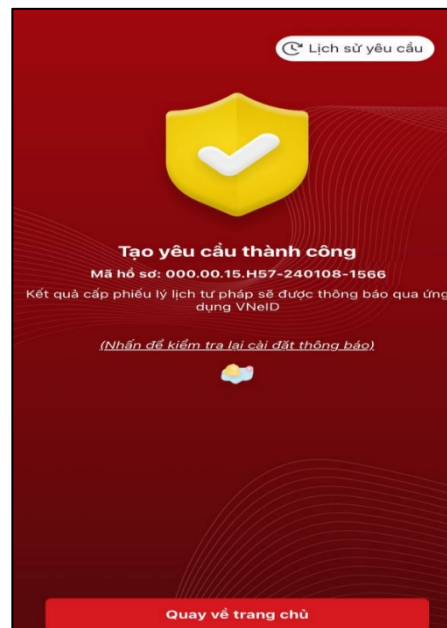 Lịch sử yêu cầu
Tạo yêu cầu thành công
Mã hồ sơ: 000.00.15.H57-240108-1566
Kết quả cấp phiếu lý lịch tư pháp sẽ được thông báo qua ứng
dụng VNeID
(Nhấn để kiểm tra lại cài đặt thông báo)
Quay về trang chủ